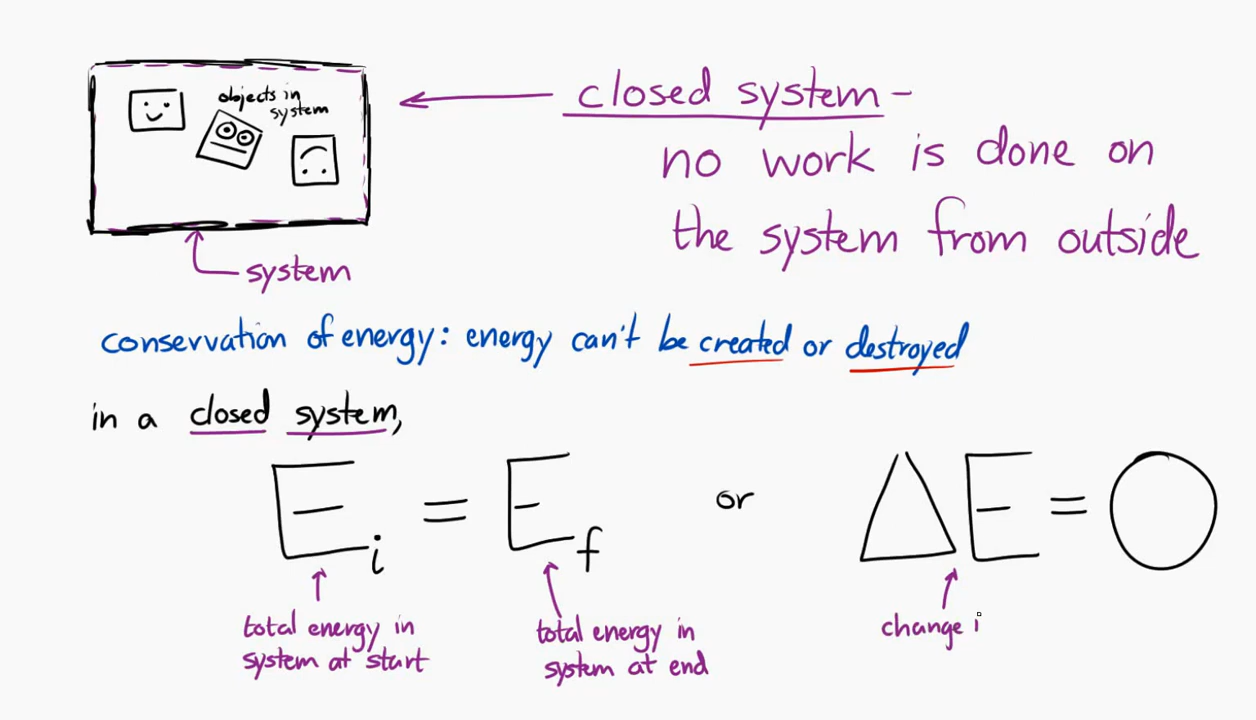 objects in
system
closed system -
no work is done on
the system from outside
system
conservation of energy: energy can't be created or destroyed
in a closed system,
Ei = Ef or ΔE = 0
total energy in
system at start
total energy in
system at end
change i